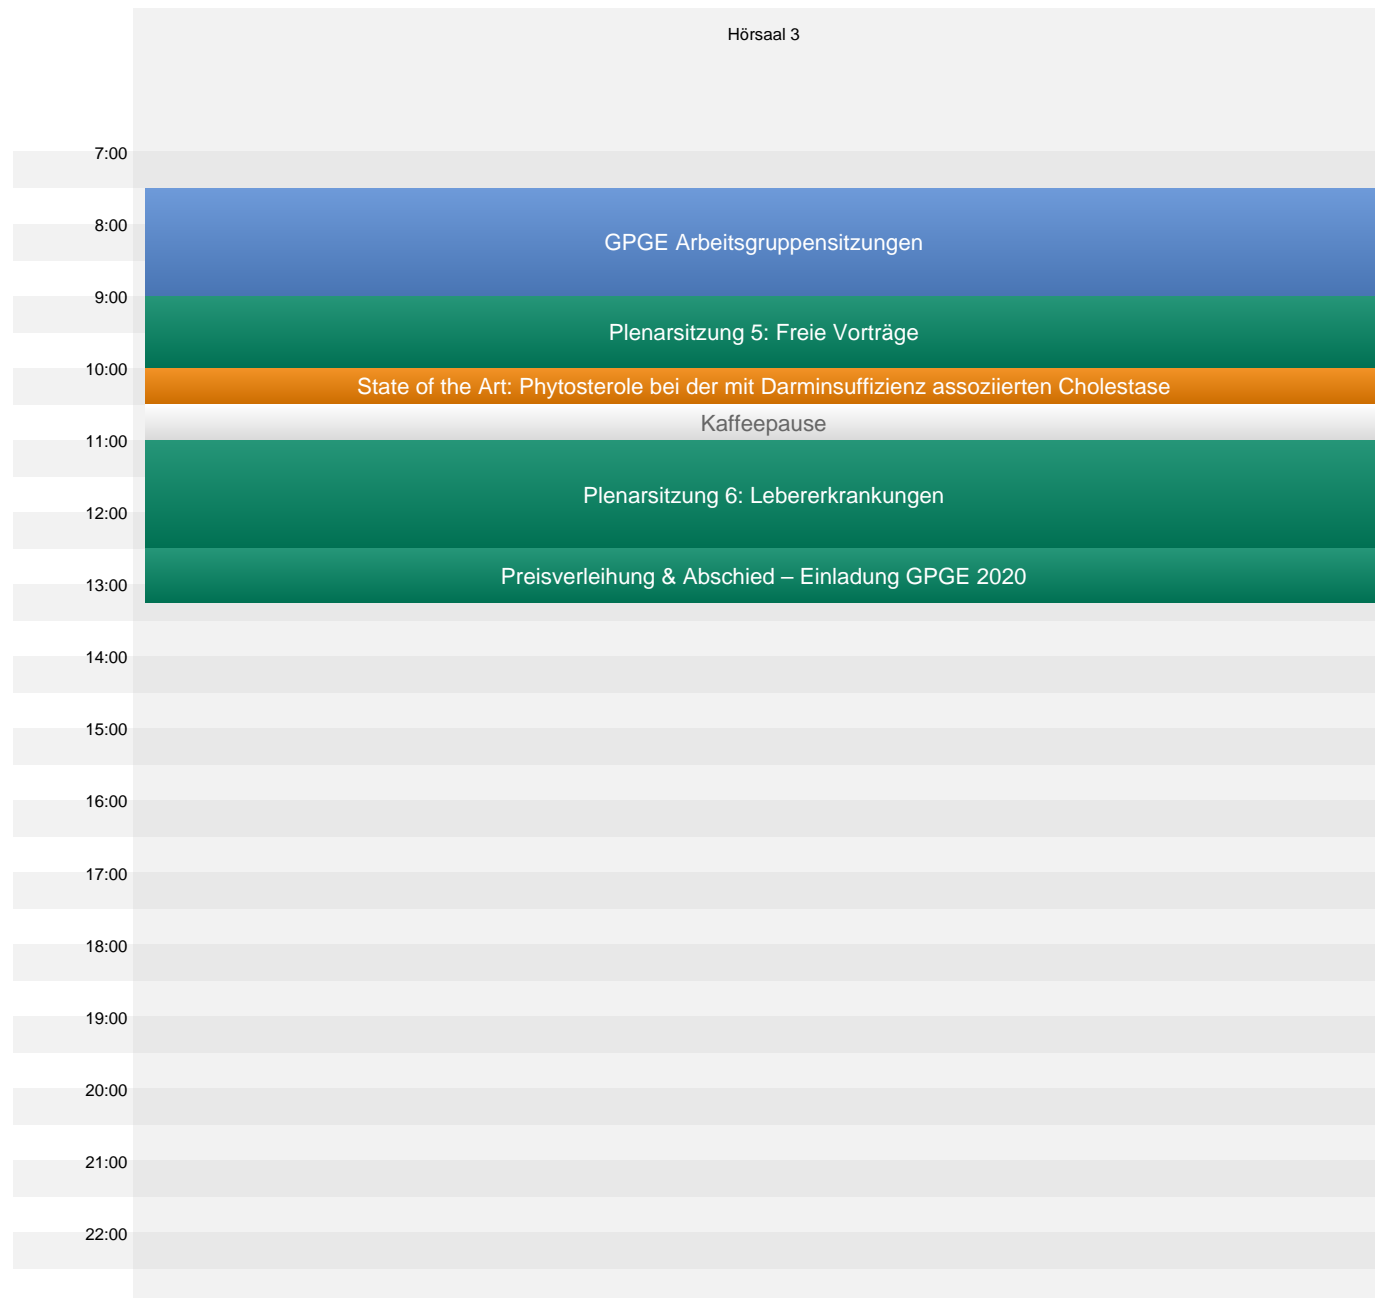 Hörsaal 3
7:00
8:00
GPGE Arbeitsgruppensitzungen
9:00
Plenarsitzung 5: Freie Vorträge
10:00
State of the Art: Phytosterole bei der mit Darminsuffizienz assoziierten Cholestase
Kaffeepause
11:00
Plenarsitzung 6: Lebererkrankungen
12:00
Preisverleihung & Abschied – Einladung GPGE 2020
13:00
14:00
15:00
16:00
17:00
18:00
19:00
20:00
21:00
22:00